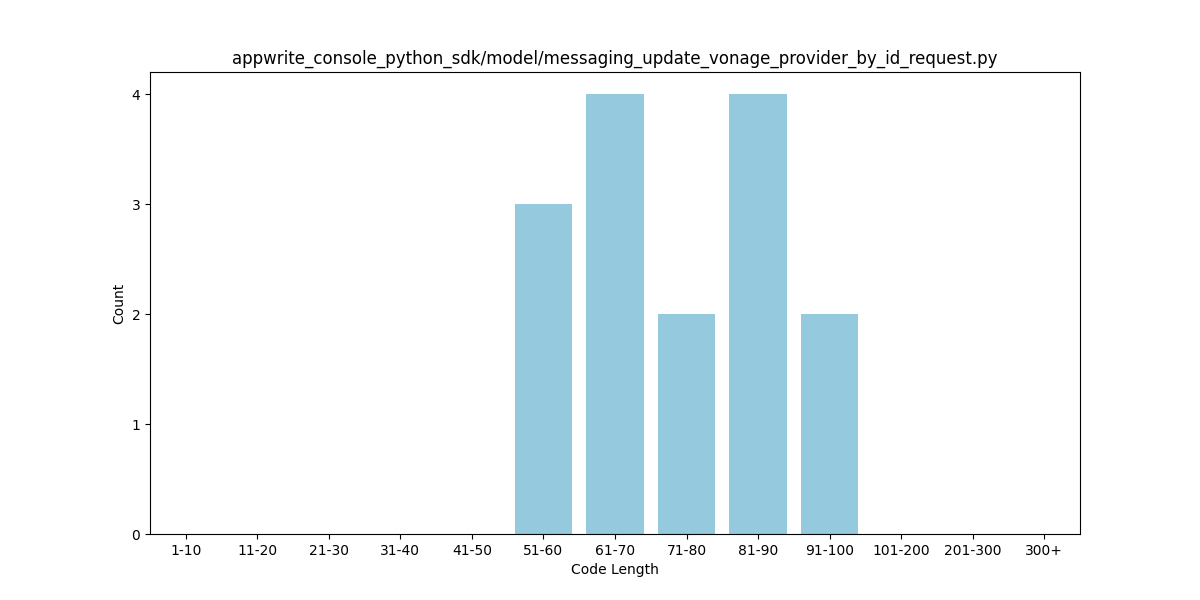 appwrite_console_python_sdk/model/messaging_update_vonage_provider_by_id_request.py
Count
4
3
2
1
0
1-10 11-20 21-30 31-40 41-50 51-60 61-70 71-80 81-90 91-100 101-200 201-300 300+
Code Length